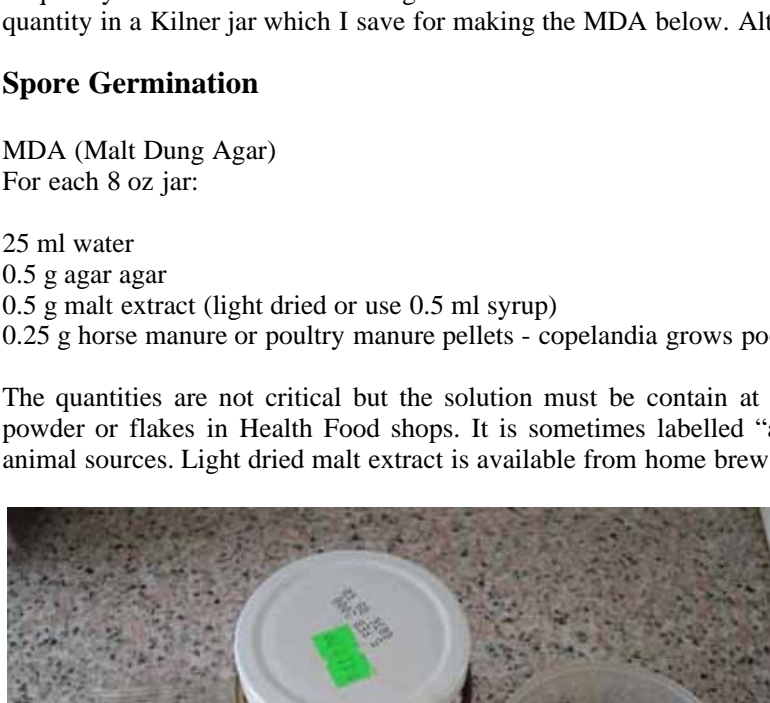 quantity in a Kilner jar which I save for making the MDA below.
Spore Germination
MDA (Malt Dung Agar)
For each 8 oz jar:
25 ml water
0.5 g agar agar
0.5 g malt extract (light dried or use 0.5 ml syrup)
0.25 g horse manure or poultry manure pellets - copelandia grows
The quantities are not critical but the solution must be contain at
powder or flakes in Health Food shops. It is sometimes labelled
animal sources. Light dried malt extract is available from home brew